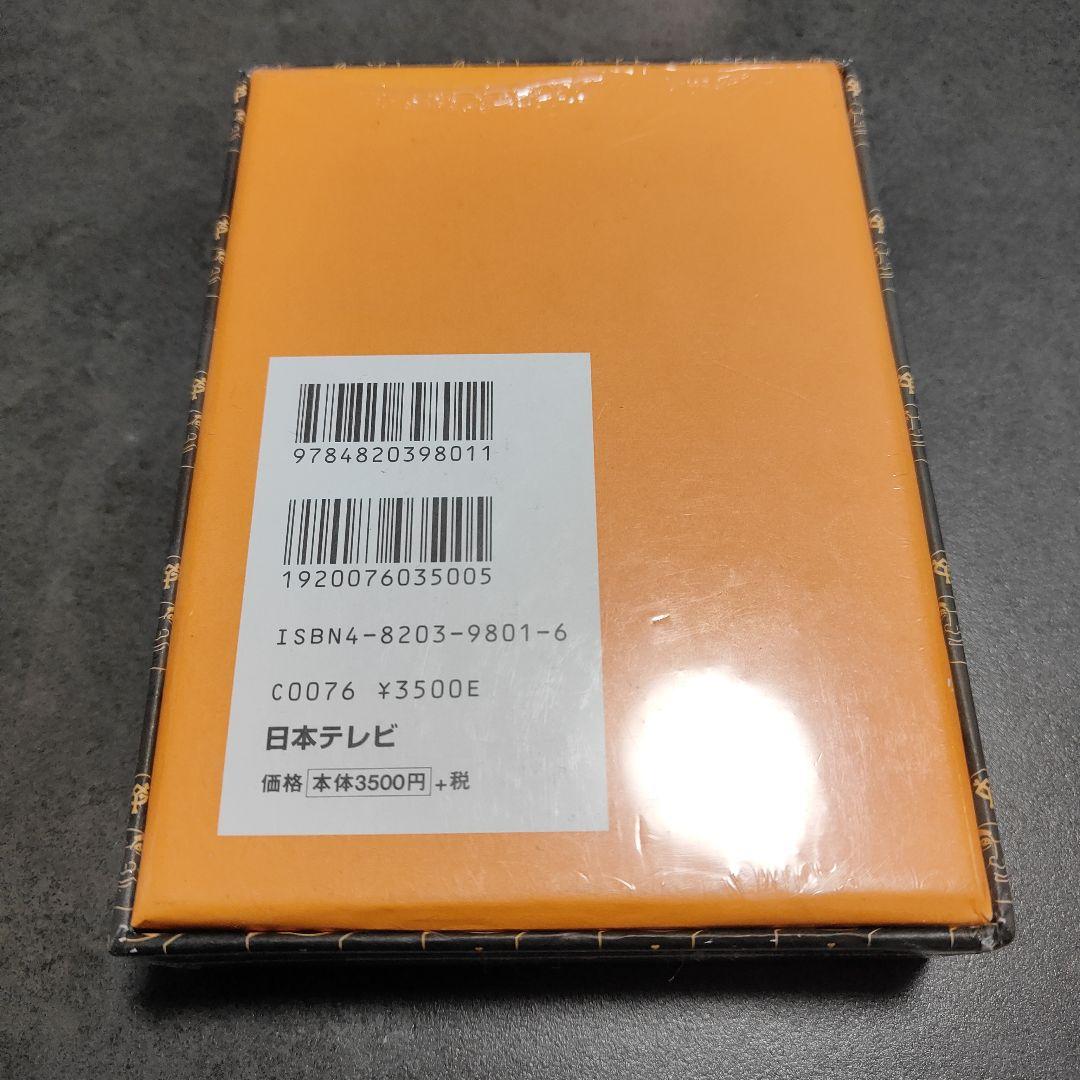 9784820398011
1920076035005
ISBN4-8203-9801-6
C0076 ¥3500E
日本テレビ
価格 本体3500円 +税